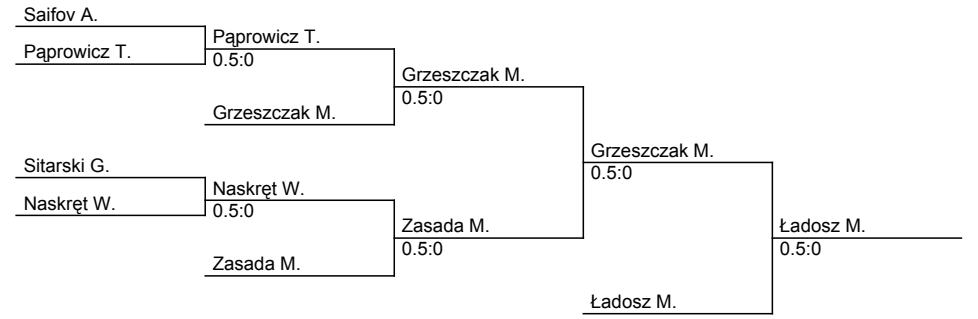 Saifov A.
Pąprowicz T.
Pąprowicz T.
0.5:0
Grzeszczak M.
Grzeszczak M.
0.5:0
Sitarski G.
Naskręt W.
Naskręt W.
0.5:0
Zasada M.
Zasada M.
0.5:0
Grzeszczak M.
0.5:0
Ładosz M.
Ładosz M.
0.5:0